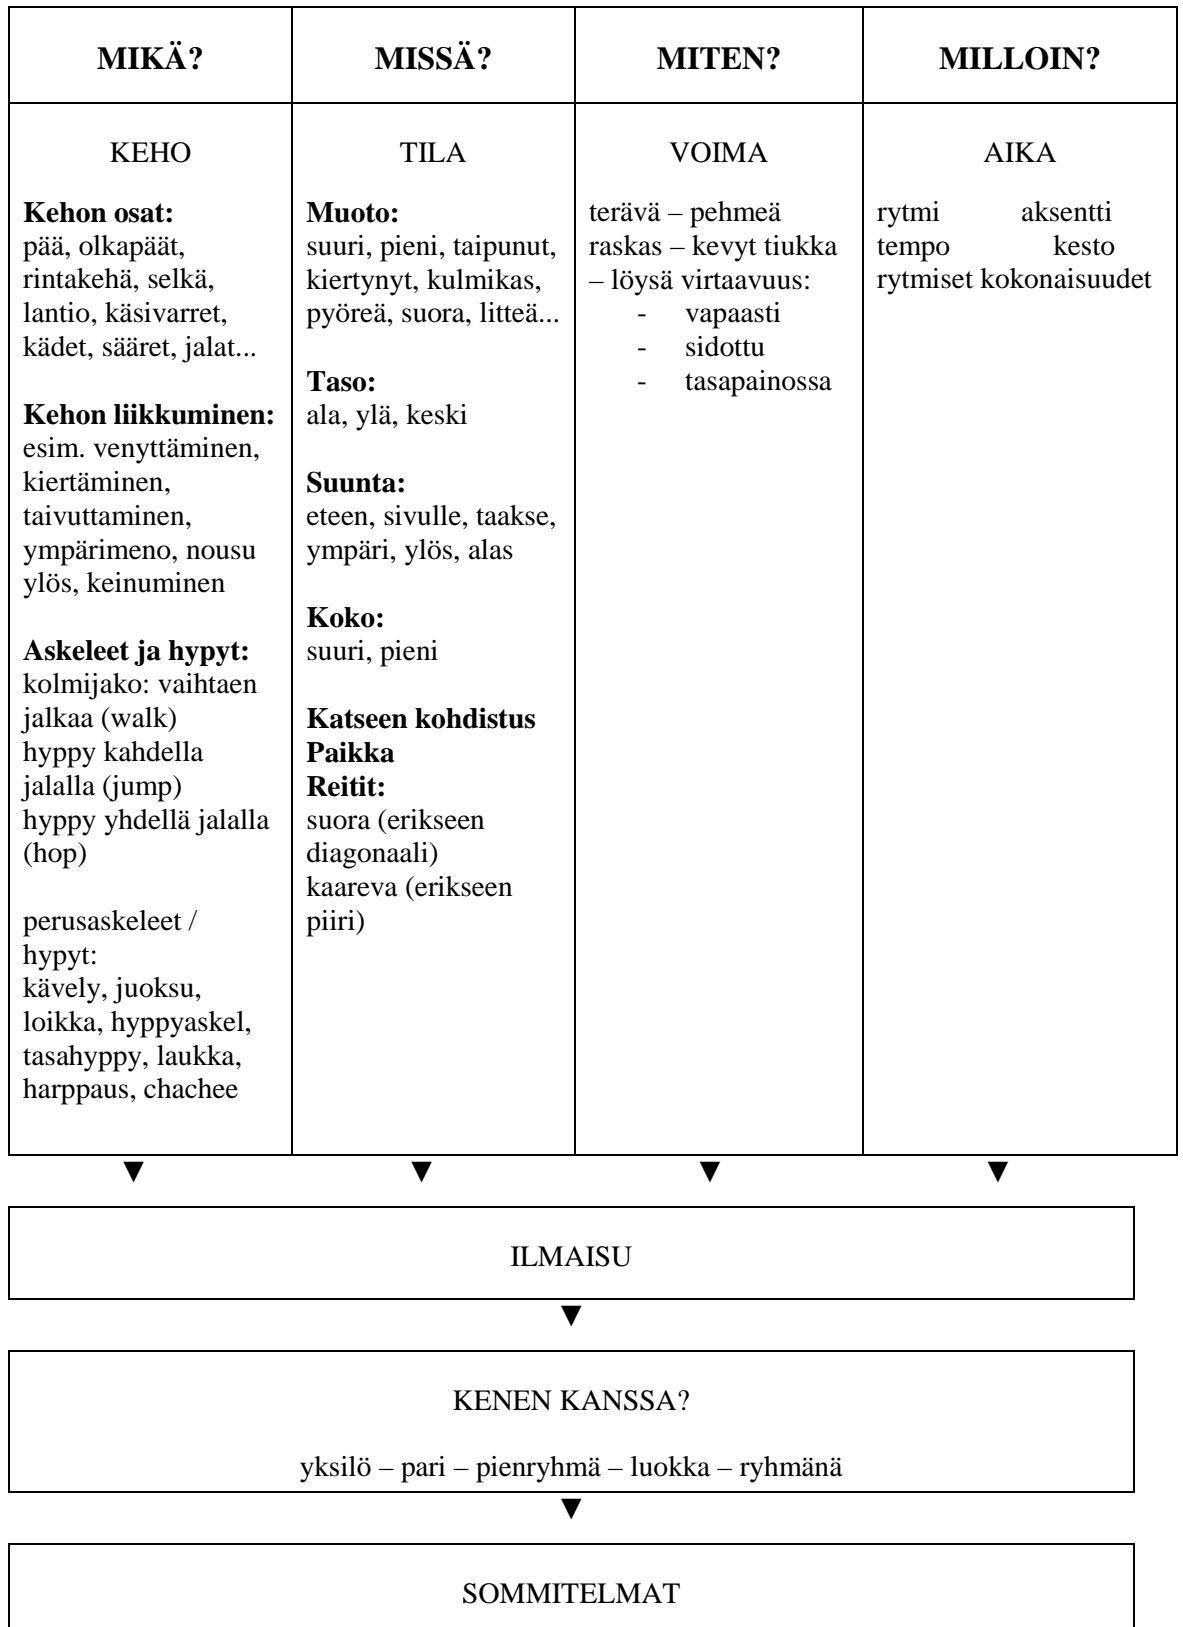 MIKÄ?
MISSÄ?
MITEN?
MILLOIN?
KEHO
Kehon osat:
pää, olkapäät,
rintakehä, selkä,
lantio, käsivarret,
kädet, sääret, jalat...
Kehon liikkuminen:
esim. venyttäminen,
kiertäminen,
taivuttaminen,
ympärimeno, nousu
ylös, keinuminen
Askeleet ja hypyt:
kolmijako: vaihtaen
jalkaa (walk)
hyppy kahdella
jalalla (jump)
hyppy yhdellä jalalla
(hop)
perusaskeleet /
hypyt:
kävely, juoksu,
loikka, hyppyaskel,
tasahyppy, laukka,
harppaus, chachee
TILA
Muoto:
suuri, pieni, taipunut,
kiertynyt, kulmikas,
pyöreä, suora, litteä...
Taso:
ala, ylä, keski
Suunta:
eteen, sivulle, taakse,
ympäri, ylös, alas
Koko:
suuri, pieni
Katseen kohdistus
Paikka
Reitit:
suora (erikseen
diagonaali)
kaareva (erikseen
piiri)
VOIMA
terävä – pehmeä
raskas – kevyt tiukka
– löysä virtaavuus:
- vapaasti
- sidottu
- tasapainossa
AIKA
rytmi aksentti
tempo kesto
rytmiset kokonaisuudet
ILMAISU
KENEN KANSSA?
yksilö – pari – pienryhmä – luokka – ryhmänä
SOMMITELMAT